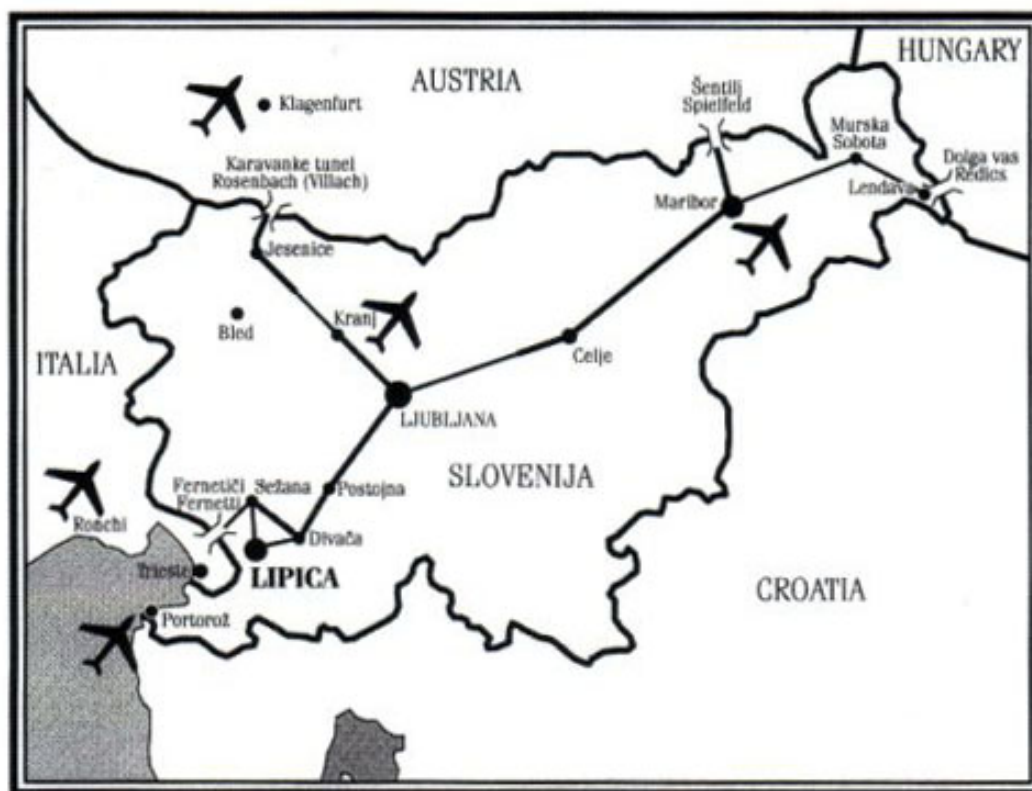 HUNGARY
AUSTRIA
Klagenfurt
Šentilj
Spielfeld
Murska
Sobota
Karavanke tunel
Rosenbach (Villach)
Dolga vas
Redics
Lendava
Maribor
Jesenice
Bled
Kranj
Celje
ITALIA
LJUBLJANA
SLOVENIJA
Fernetiči
Fernetti
Sežana
Postojna
Ronchi
Divača
Trieste
LIPICA
CROATIA
Portorož